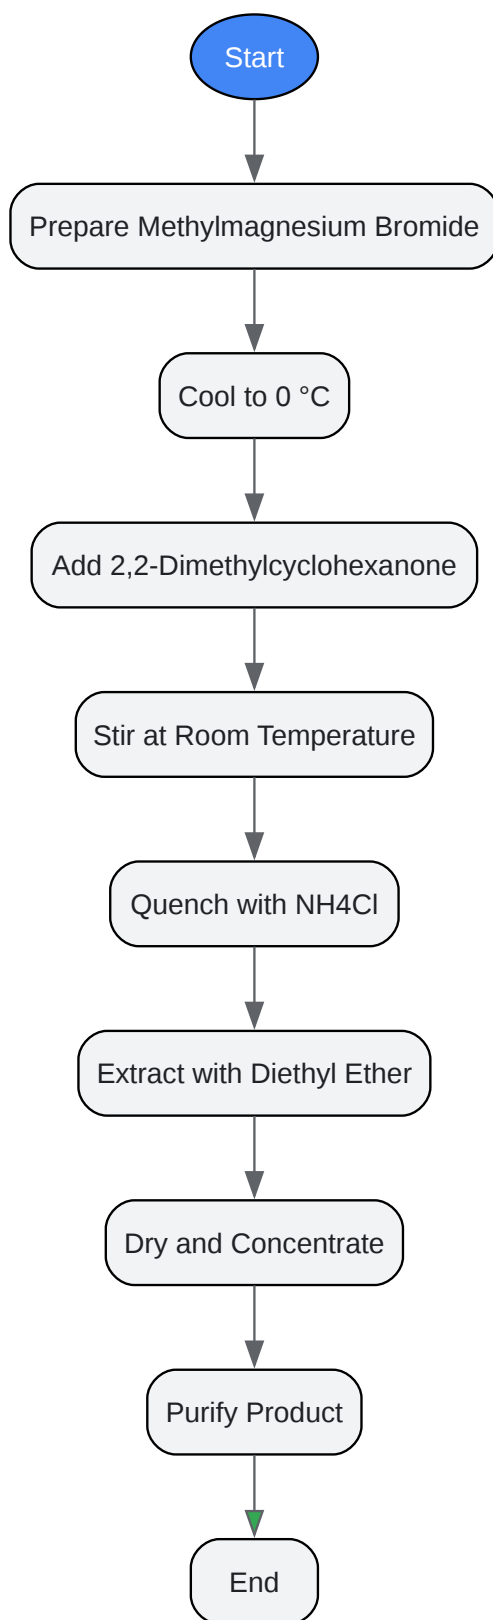 Start
Prepare Methylmagnesium Bromide
Cool to 0 °C
Add 2,2-Dimethylcyclohexanone
Stir at Room Temperature
Quench with NH4Cl
Extract with Diethyl Ether
Dry and Concentrate
Purify Product
End